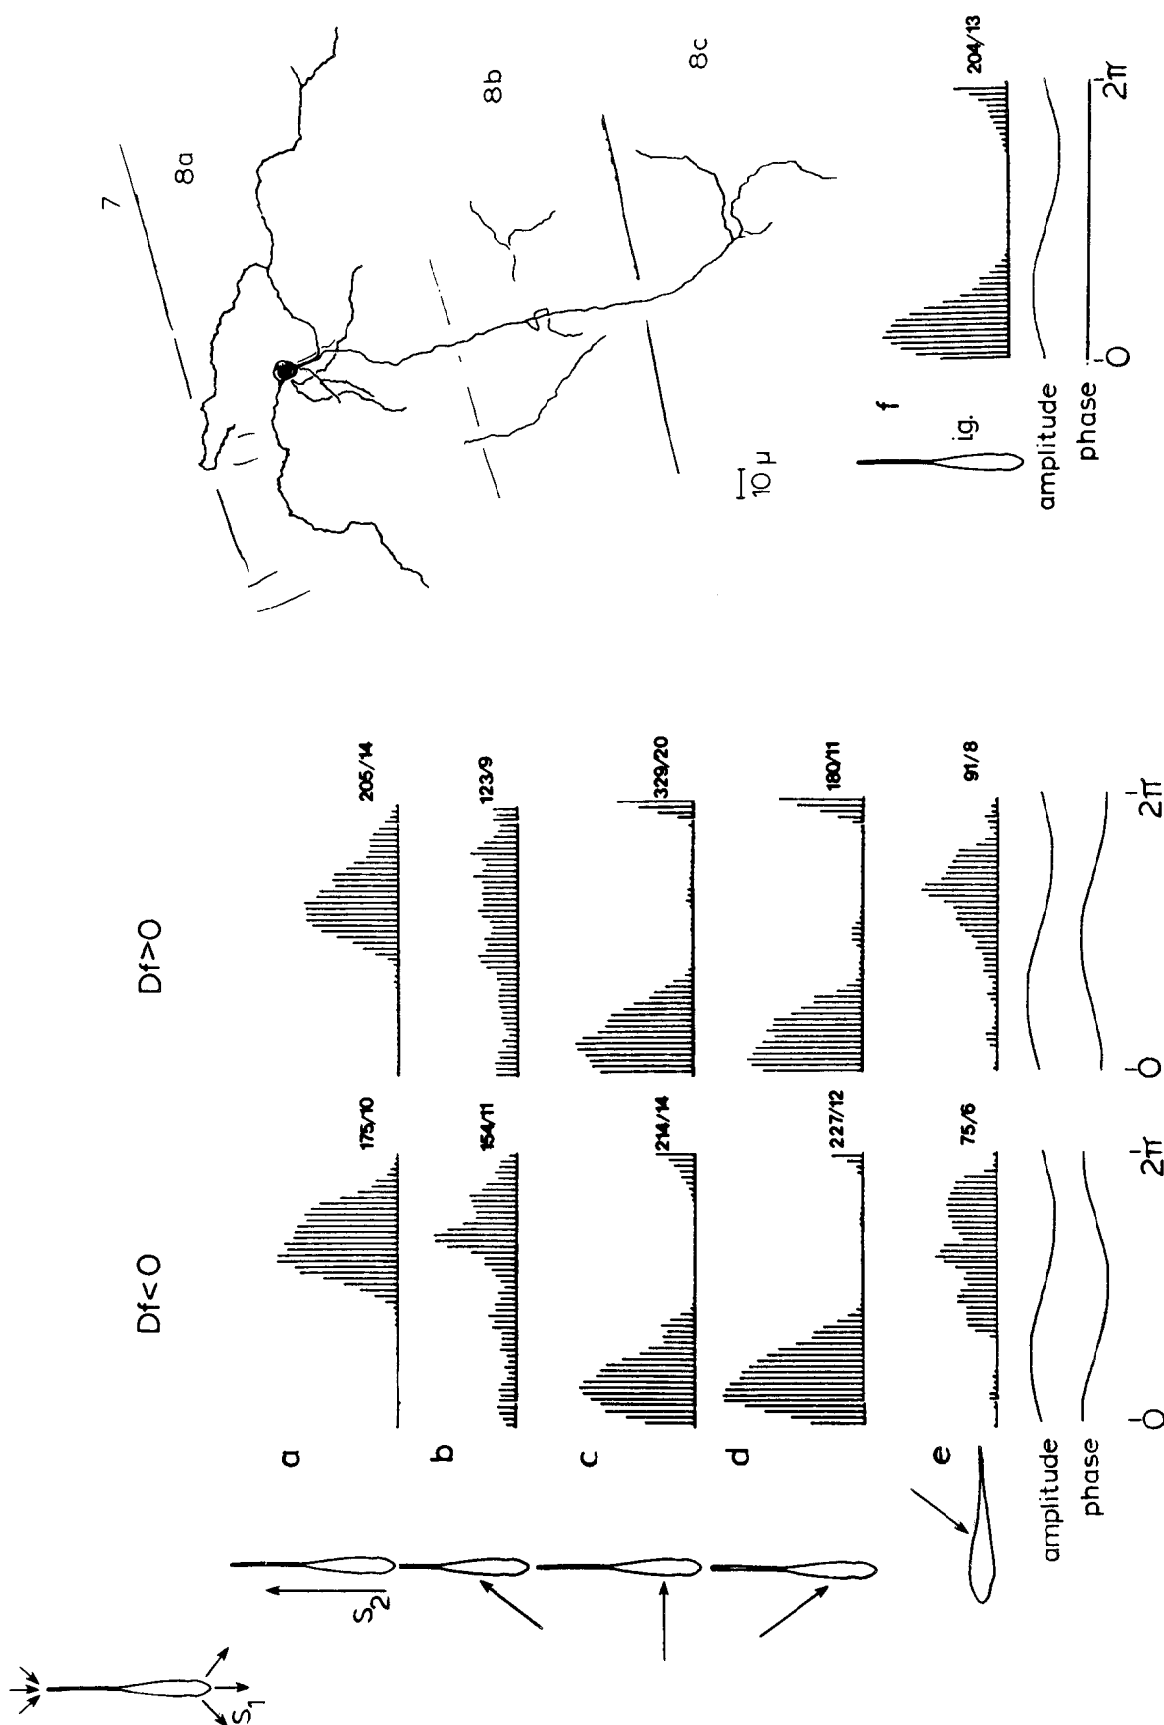 S₁
S₂
Df<0
Df>0
a
175/10
205/14
b
154/11
123/9
c
214/14
329/20
d
227/12
180/11
e
75/6
91/8
amplitude
phase
0
2π
0
2π
7
8a
8b
8c
10 μ
f
i.g.
204/13
amplitude
phase
0
2π